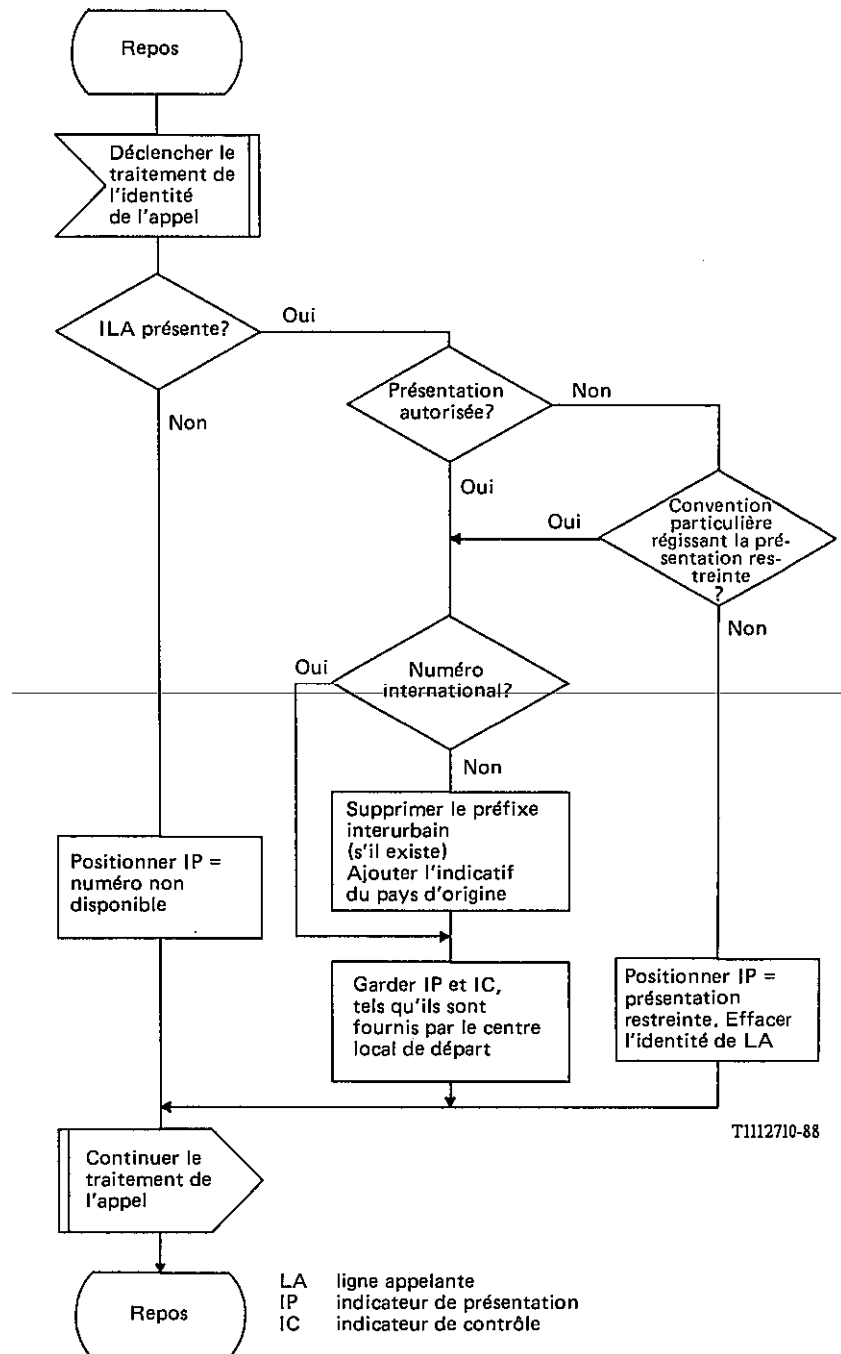 Repos
Déclencher le
traitement de
l'identité
de l'appel
ILA présente?
Oui
Non
Présentation
autorisée?
Non
Oui
Convention
particulière
régissant la pré-
sentation res-
treinte
?
Oui
Non
Numéro
international?
Oui
Non
Supprimer le préfixe
interurbain
(s'il existe)
Ajouter l'indicatif
du pays d'origine
Positionner IP =
numéro non
disponible
Garder IP et IC,
tels qu'ils sont
fournis par le centre
local de départ
Positionner IP =
présentation
restreinte. Effacer
l'identité de LA
T1112710-88
Continuer le
traitement de
l'appel
Repos
LA ligne appelante
IP indicateur de présentation
IC indicateur de contrôle